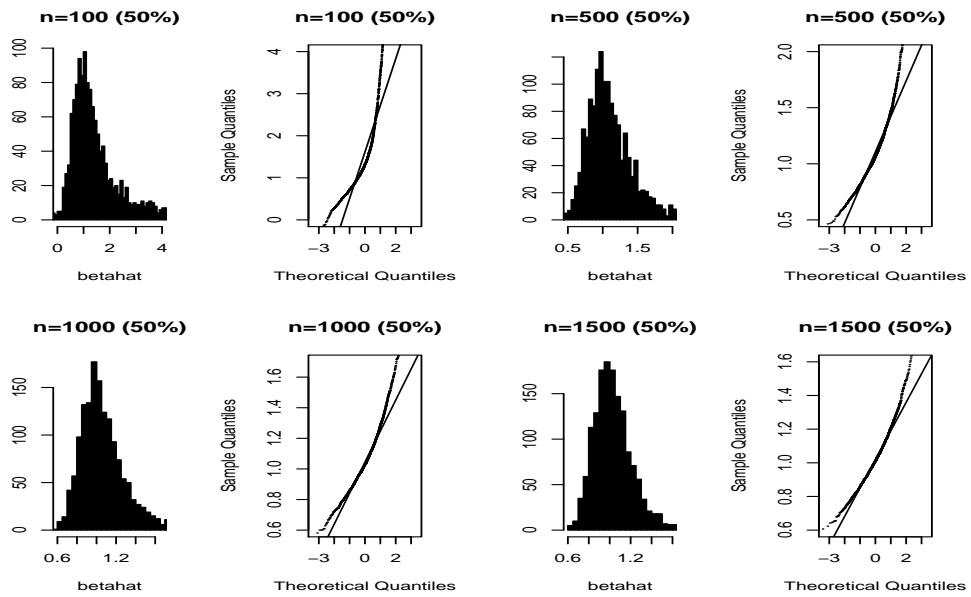 n=100 (50%)
0 20 40 60 80 100
0 2 4
betahat
n=100 (50%)
Sample Quantiles
0 1 2 3 4
−3 0 2
Theoretical Quantiles
n=500 (50%)
0 20 40 60 80 120
0.5 1.5
betahat
n=500 (50%)
Sample Quantiles
0.5 1.0 1.5 2.0
−3 0 2
Theoretical Quantiles
n=1000 (50%)
0 50 100 150
0.6 1.2
betahat
n=1000 (50%)
Sample Quantiles
0.6 0.8 1.0 1.2 1.4 1.6
−3 0 2
Theoretical Quantiles
n=1500 (50%)
0 50 100 150
0.6 1.2
betahat
n=1500 (50%)
Sample Quantiles
0.6 0.8 1.0 1.2 1.4 1.6
−3 0 2
Theoretical Quantiles